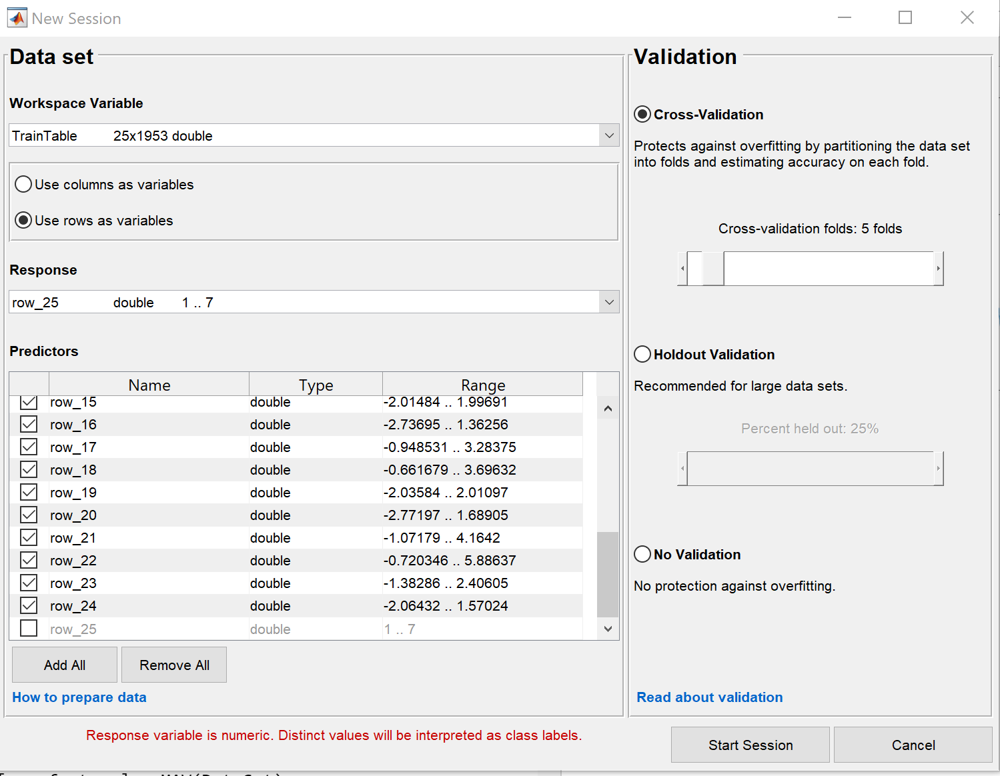 New Session
Data set
Workspace Variable
TrainTable 25x1953 double
Use columns as variables
Use rows as variables
Response
row_25 double 1 .. 7
Predictors
Name Type Range
row_15 double -2.01484 .. 1.99691
row_16 double -2.73695 .. 1.36256
row_17 double -0.948531 .. 3.28375
row_18 double -0.661679 .. 3.69632
row_19 double -2.03584 .. 2.01097
row_20 double -2.77197 .. 1.68905
row_21 double -1.07179 .. 4.1642
row_22 double -0.720346 .. 5.88637
row_23 double -1.38286 .. 2.40605
row_24 double -2.06432 .. 1.57024
row_25 double 1 .. 7
Add All Remove All
How to prepare data
Validation
Cross-Validation
Protects against overfitting by partitioning the data set
into folds and estimating accuracy on each fold.
Cross-validation folds: 5 folds
Holdout Validation
Recommended for large data sets.
Percent held out: 25%
No Validation
No protection against overfitting.
Read about validation
Response variable is numeric. Distinct values will be interpreted as class labels.
Start Session Cancel